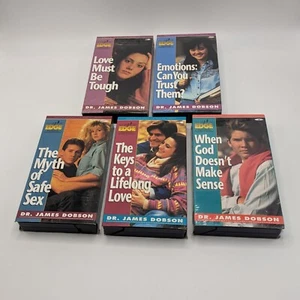 Love
Must
Be
Tough
DR. JAMES DOBSON
Emotions:
Can You
Trust
Them?
DR. JAMES DOBSON
EDGE
The
Myth
of
Safe
Sex
DR. JAMES DOBSON
EDGE
The
Keys
to a
Lifelong
Love
DR. JAMES DOBSON
EDGE
When
God
Doesn't
Make
Sense
DR. JAMES DOBSON